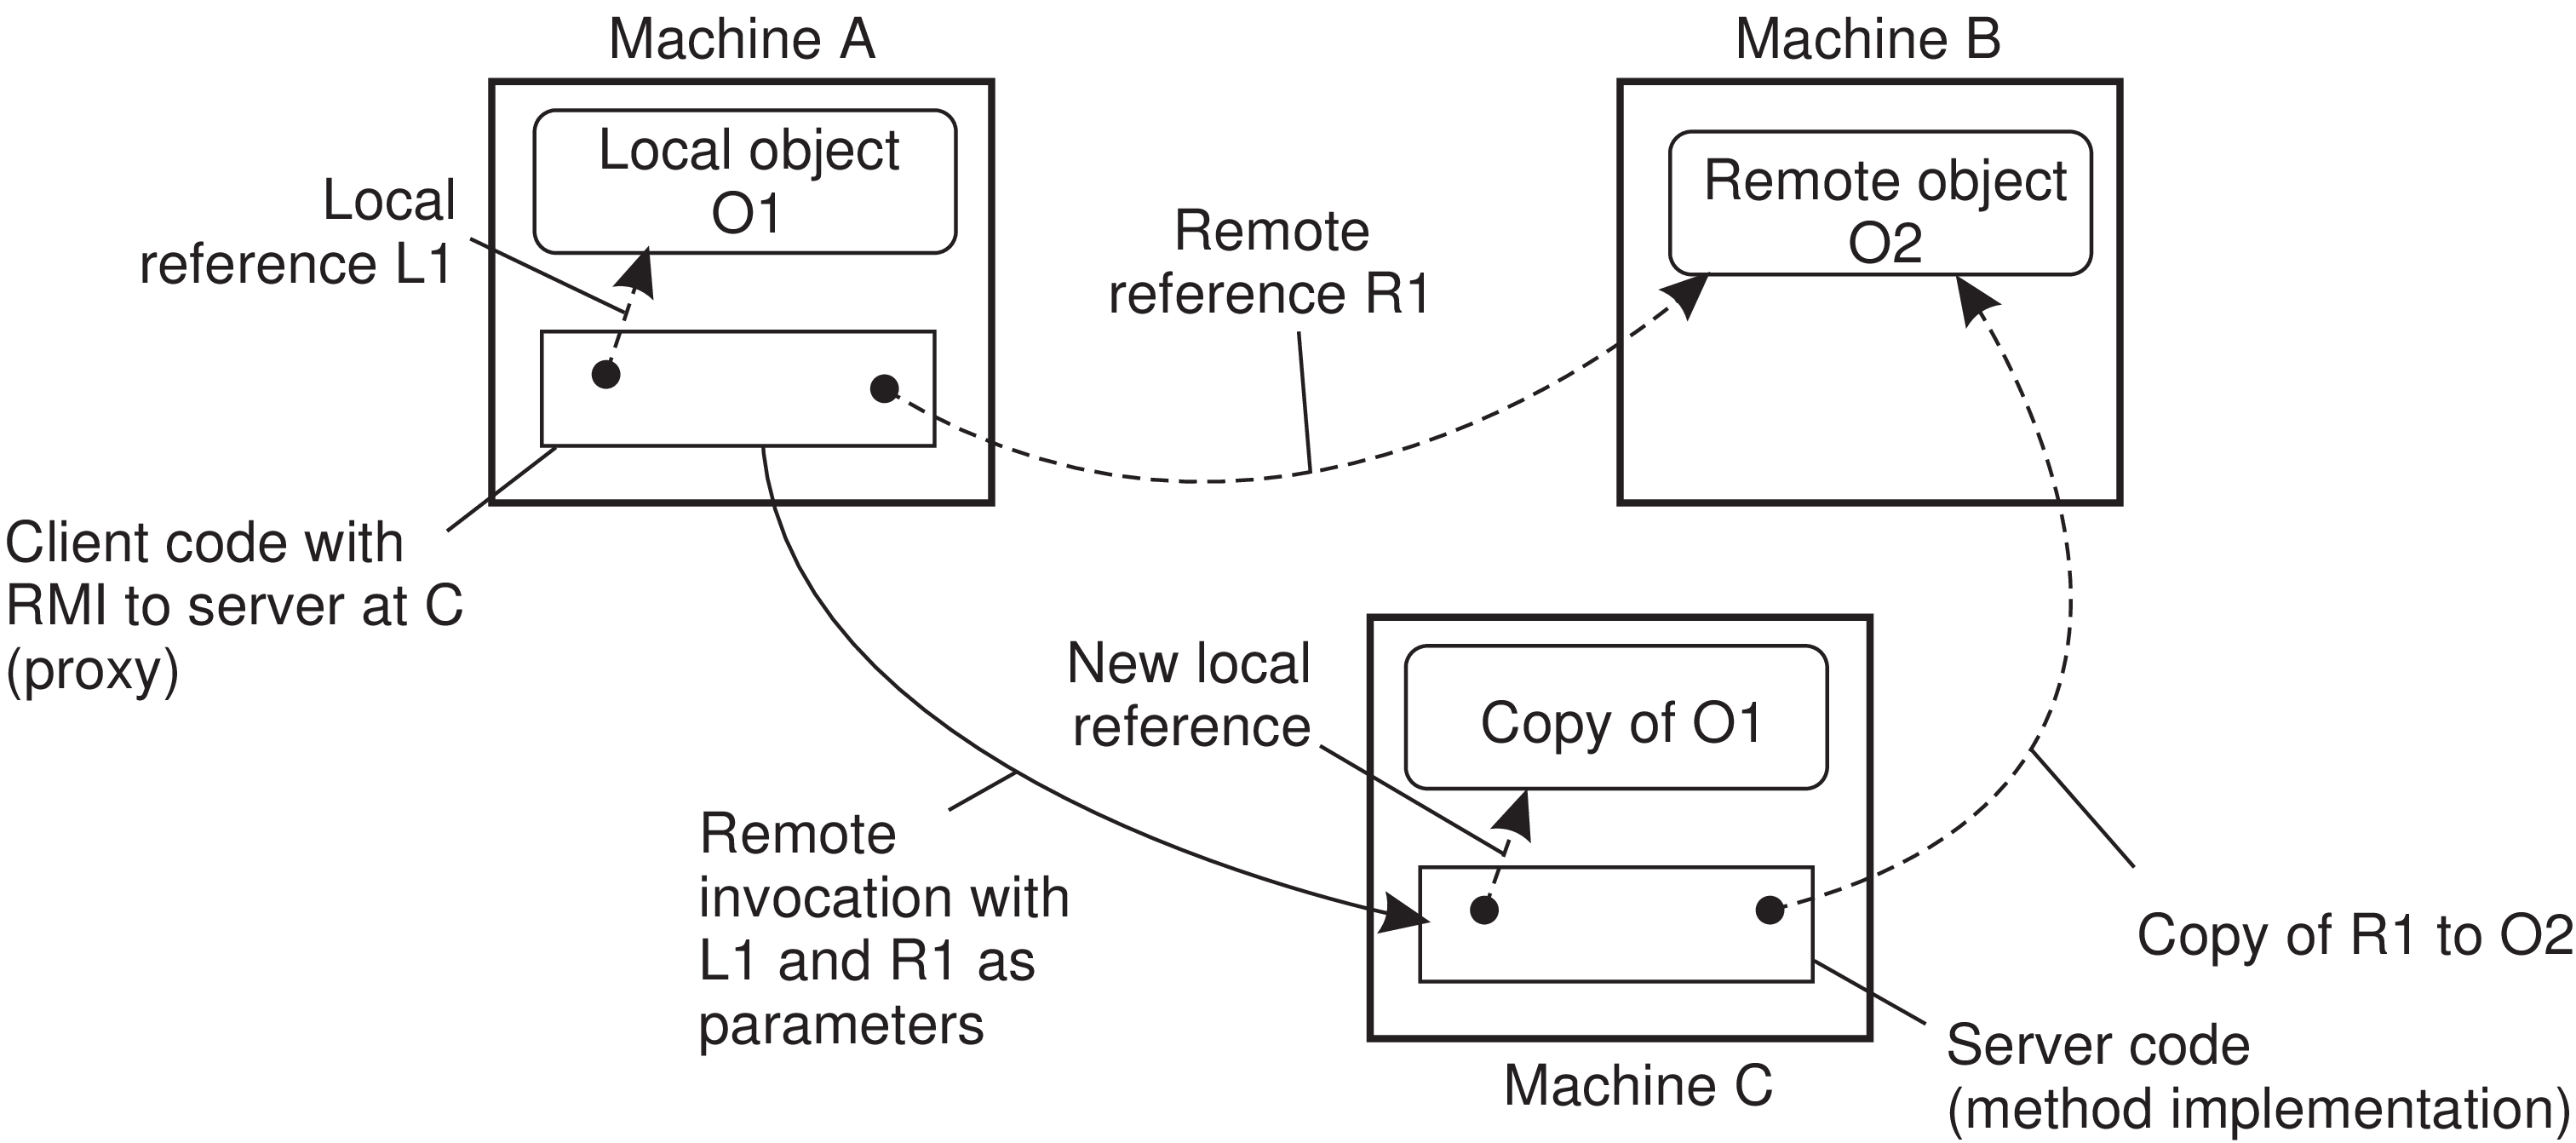 Machine A
Machine B
Local object
O1
Remote object
O2
Local
reference L1
Remote
reference R1
Client code with
RMI to server at C
(proxy)
New local
reference
Copy of O1
Remote
invocation with
L1 and R1 as
parameters
Copy of R1 to O2
Server code
(method implementation)
Machine C